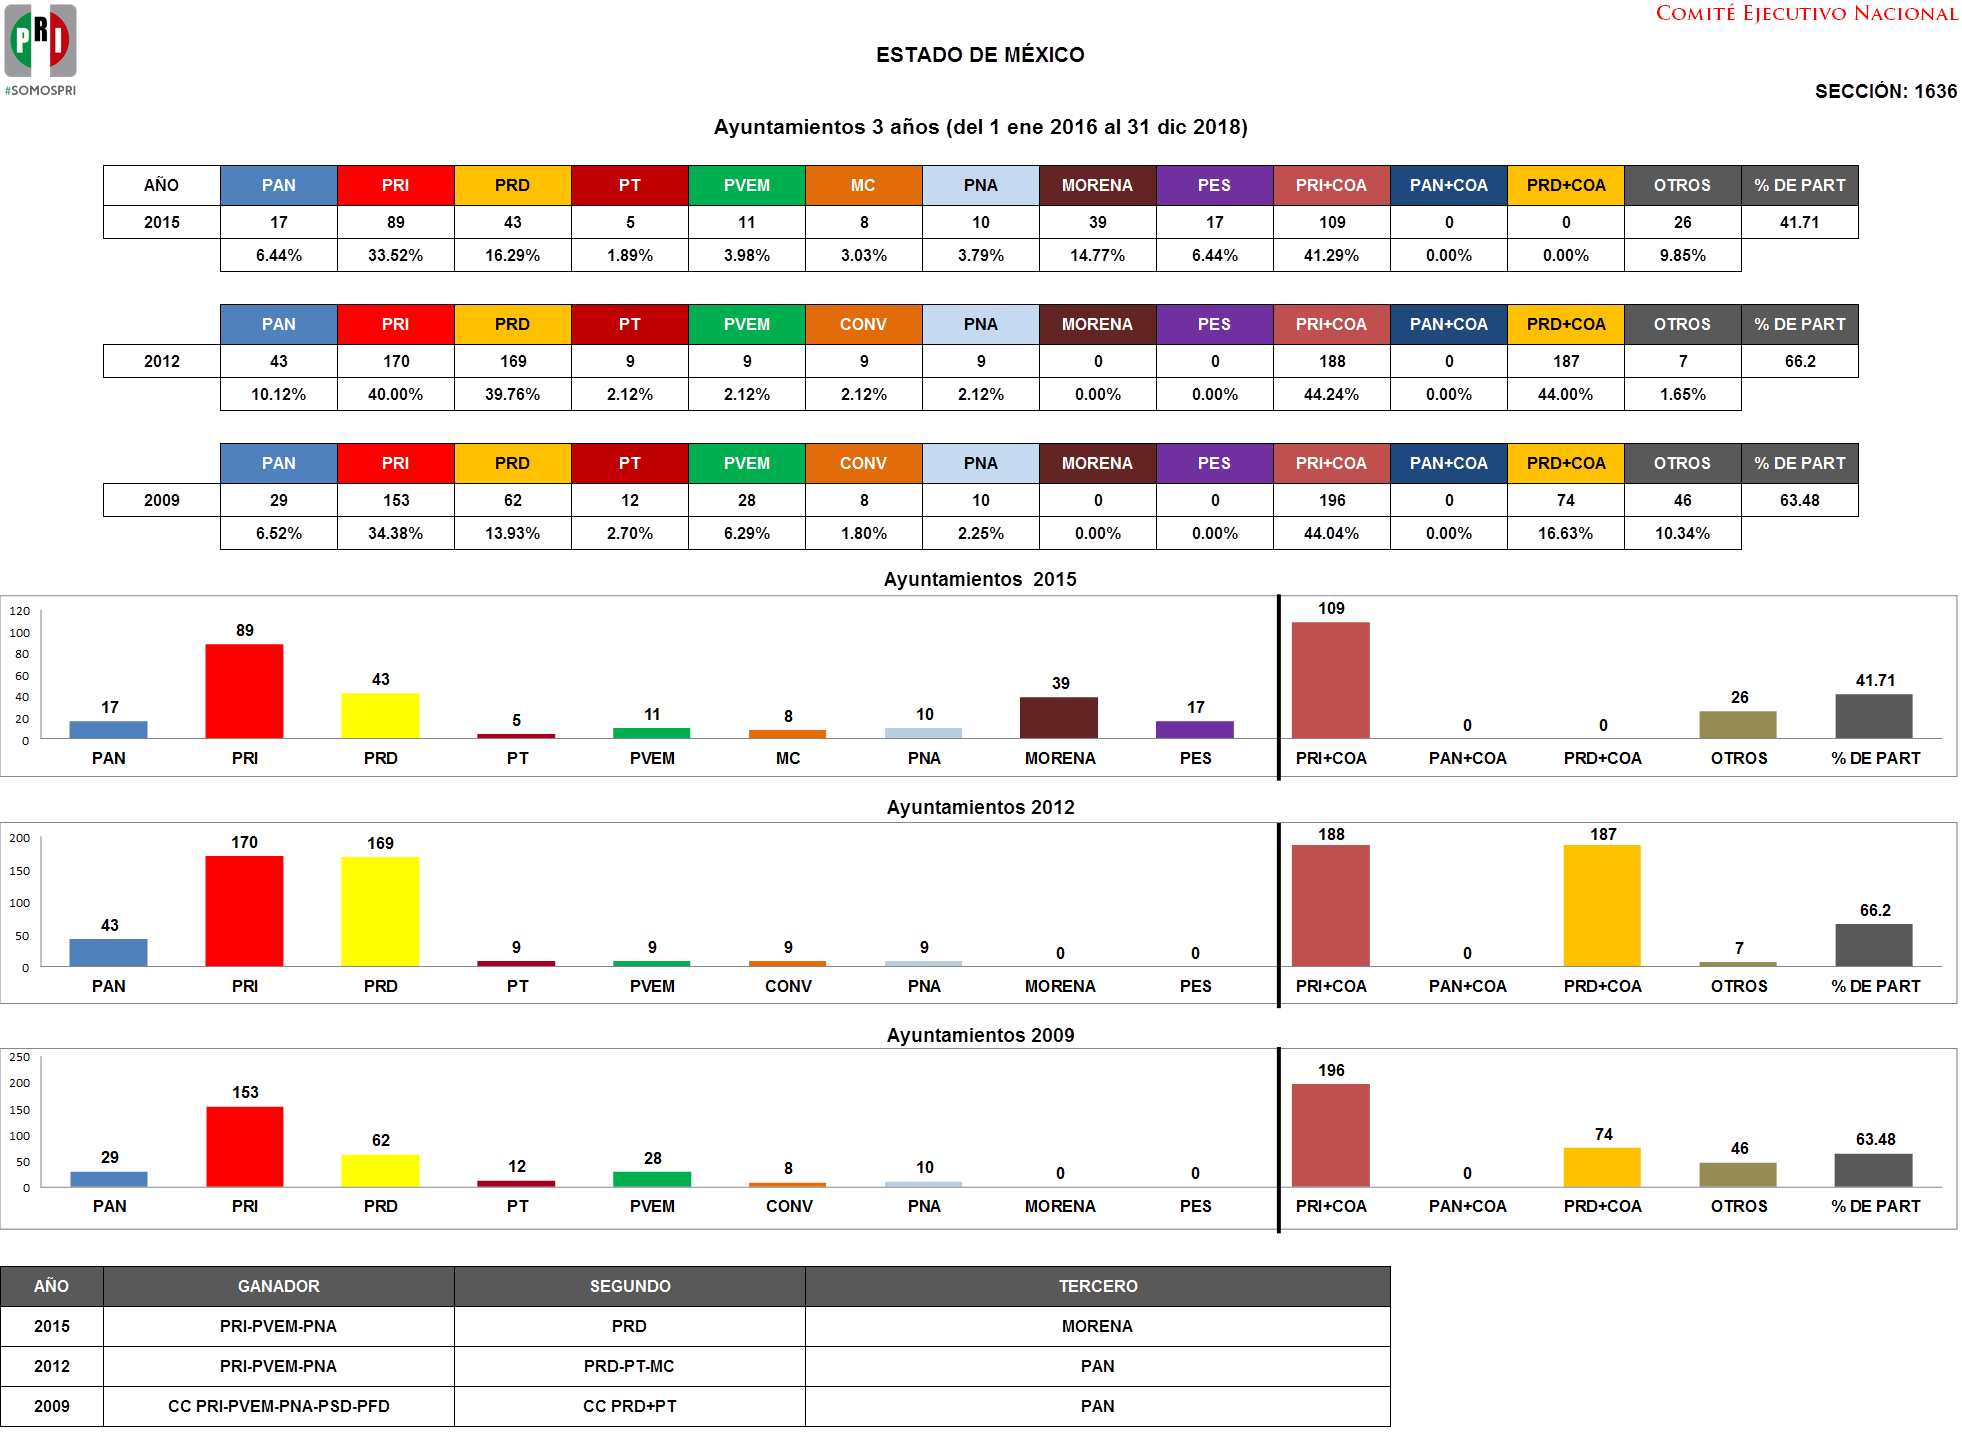 PRI
#SOMOSPRI
COMITÉ EJECUTIVO NACIONAL
ESTADO DE MÉXICO
SECCIÓN: 1636
Ayuntamientos 3 años (del 1 ene 2016 al 31 dic 2018)
AÑO PAN PRI PRD PT PVEM MC PNA MORENA PES PRI+COA PAN+COA PRD+COA OTROS % DE PART
2015 17 89 43 5 11 8 10 39 17 109 0 0 26 41.71
6.44% 33.52% 16.29% 1.89% 3.98% 3.03% 3.79% 14.77% 6.44% 41.29% 0.00% 0.00% 9.85%
PAN PRI PRD PT PVEM CONV PNA MORENA PES PRI+COA PAN+COA PRD+COA OTROS % DE PART
2012 43 170 169 9 9 9 9 0 0 188 0 187 7 66.2
10.12% 40.00% 39.76% 2.12% 2.12% 2.12% 2.12% 0.00% 0.00% 44.24% 0.00% 44.00% 1.65%
PAN PRI PRD PT PVEM CONV PNA MORENA PES PRI+COA PAN+COA PRD+COA OTROS % DE PART
2009 29 153 62 12 28 8 10 0 0 196 0 74 46 63.48
6.52% 34.38% 13.93% 2.70% 6.29% 1.80% 2.25% 0.00% 0.00% 44.04% 0.00% 16.63% 10.34%
Ayuntamientos 2015
120
100
80
60
40
20
0
17 89 43 5 11 8 10 39 17 109 0 0 26 41.71
PAN PRI PRD PT PVEM MC PNA MORENA PES PRI+COA PAN+COA PRD+COA OTROS % DE PART
Ayuntamientos 2012
200
150
100
50
0
43 170 169 9 9 9 9 0 0 188 0 187 7 66.2
PAN PRI PRD PT PVEM CONV PNA MORENA PES PRI+COA PAN+COA PRD+COA OTROS % DE PART
Ayuntamientos 2009
250
200
150
100
50
0
29 153 62 12 28 8 10 0 0 196 0 74 46 63.48
PAN PRI PRD PT PVEM CONV PNA MORENA PES PRI+COA PAN+COA PRD+COA OTROS % DE PART
AÑO GANADOR SEGUNDO TERCERO
2015 PRI-PVEM-PNA PRD MORENA
2012 PRI-PVEM-PNA PRD-PT-MC PAN
2009 CC PRI-PVEM-PNA-PSD-PFD CC PRD+PT PAN